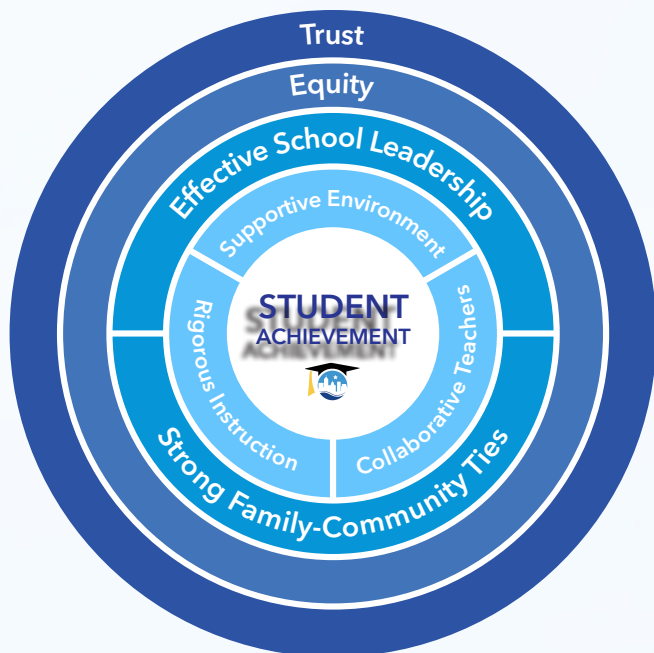 Trust
Equity
Effective School Leadership
Supportive Environment
Rigorous Instruction
Collaborative Teachers
STUDENT
ACHIEVEMENT
Strong Family-Community Ties